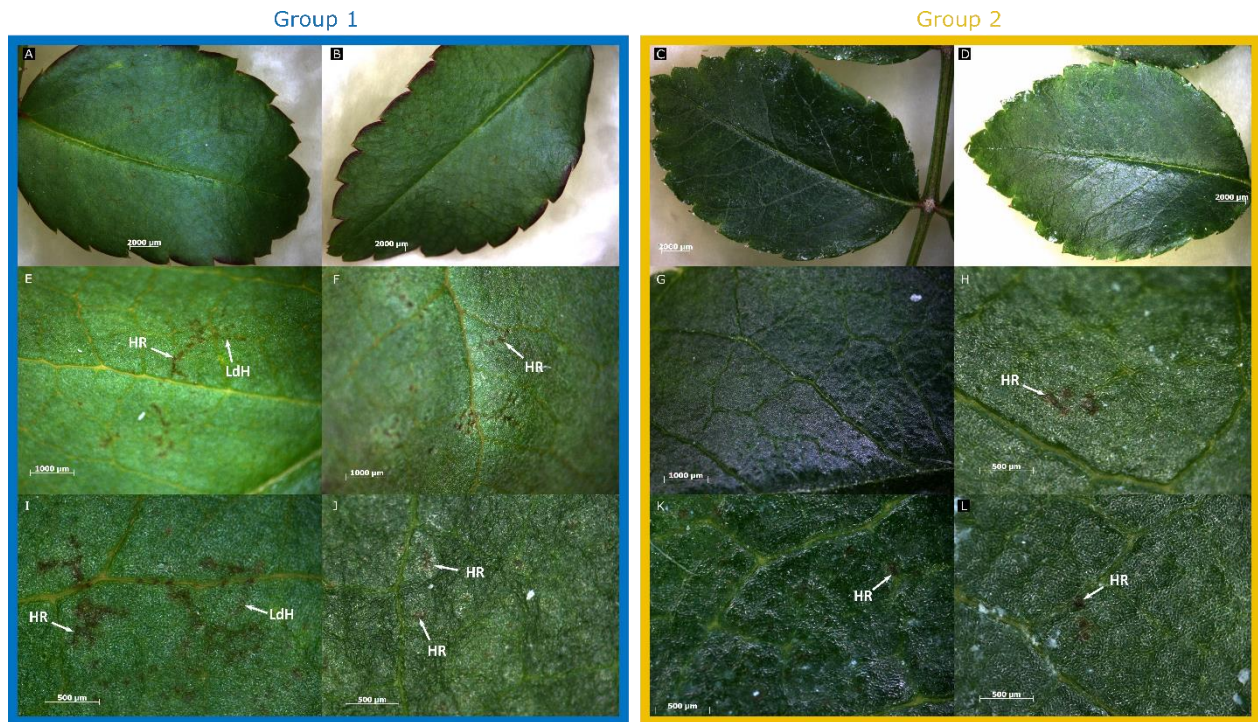 Group 1
Group 2
A
B
C
D
2000 µm
2000 µm
2000 µm
2000 µm
E
F
G
H
HR
LdH
HR
HR
1000 µm
1000 µm
1000 µm
500 µm
I
J
K
L
HR
LdH
HR
HR
HR
HR
500 µm
500 µm
500 µm
500 µm